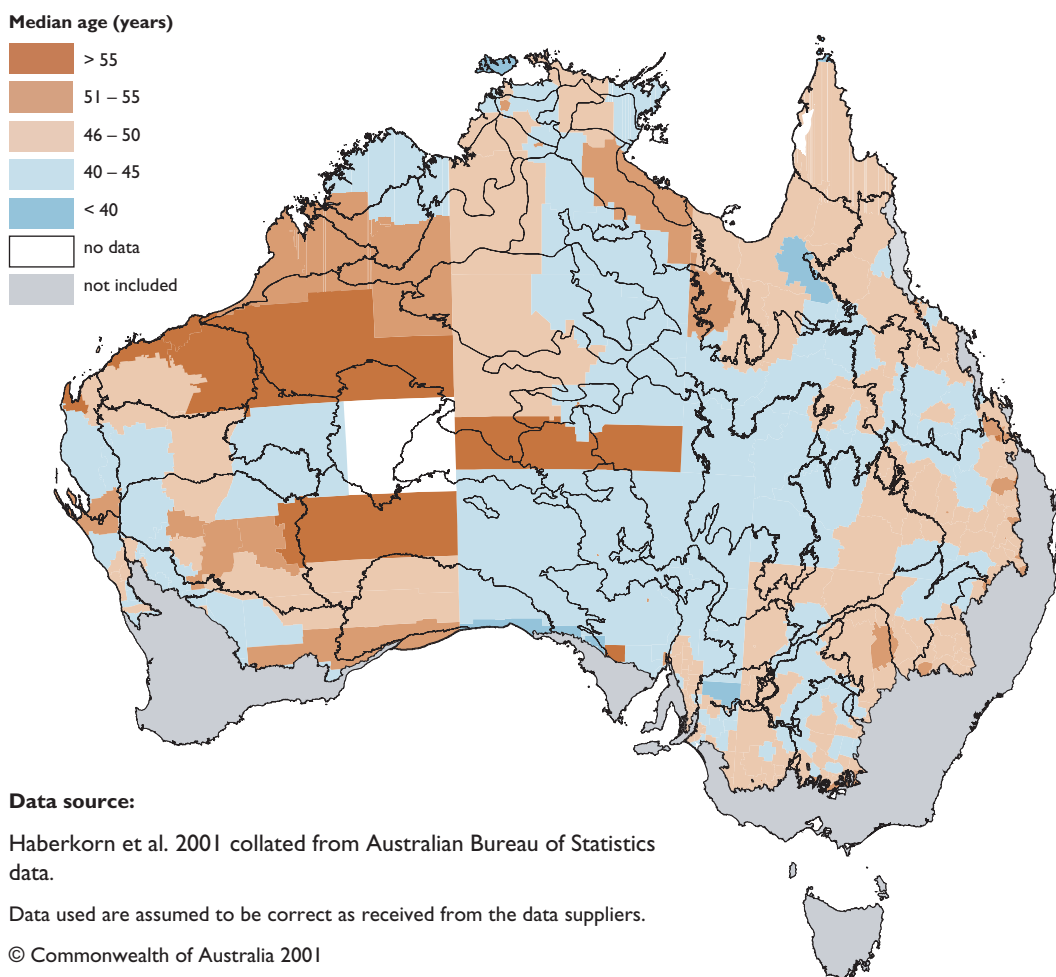 Median age (years)
> 55
51 – 55
46 – 50
40 – 45
< 40
no data
not included
Data source:
Haberkorn et al. 2001 collated from Australian Bureau of Statistics
data.
Data used are assumed to be correct as received from the data suppliers.
© Commonwealth of Australia 2001